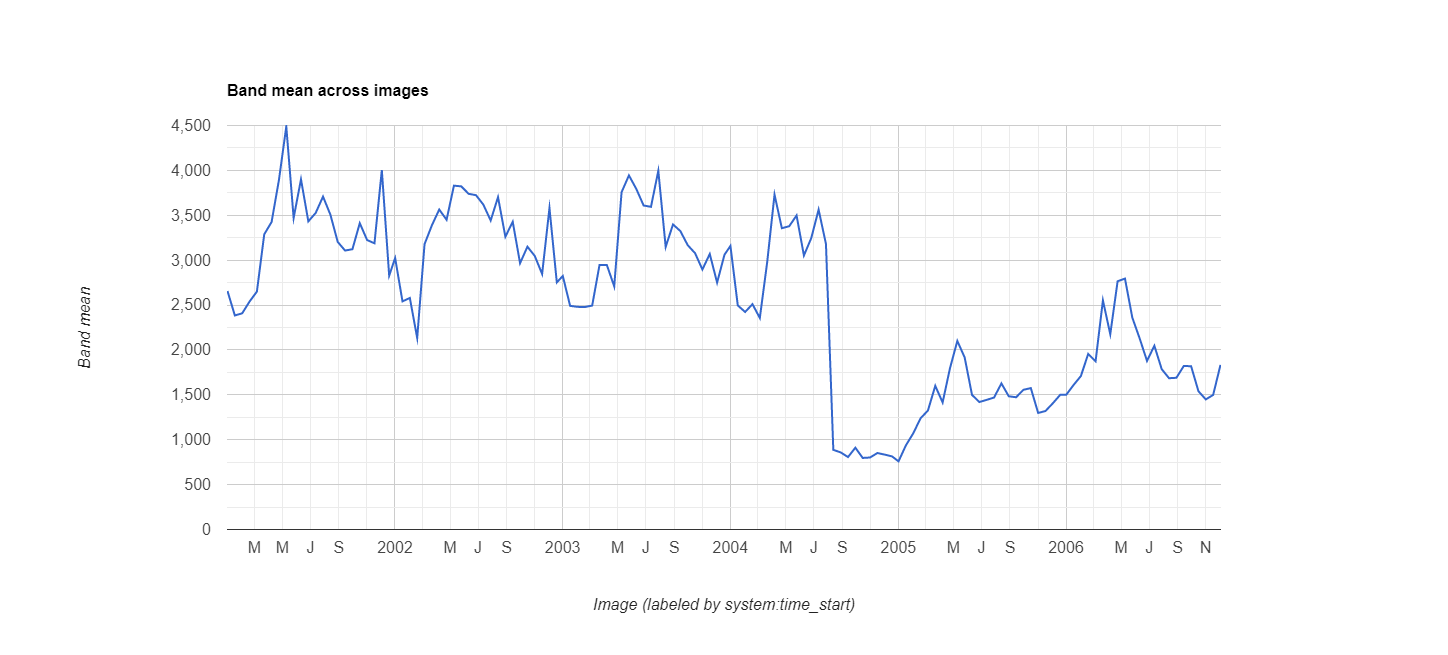 Band mean across images
4,500
4,000
3,500
3,000
2,500
2,000
1,500
1,000
500
0
Band mean
M M J S 2002 M J S 2003 M J S 2004 M J S 2005 M J S 2006 M J S N
Image (labeled by system:time_start)